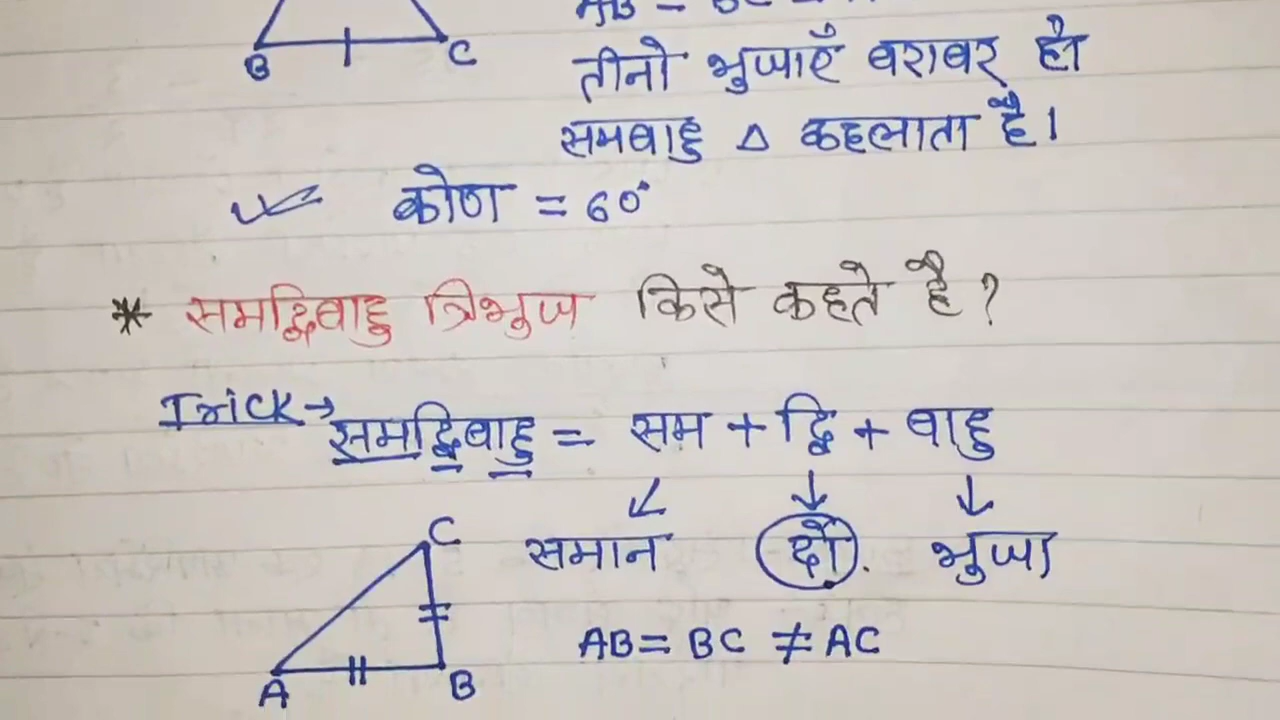 B C
तीनो भुजाएँ बराबर हो
समबाहु △ कहलाता है।
कोण = 60°
* समद्विबाहु त्रिभुज किसे कहते है ?
Trick → समद्विबाहु = सम + द्वि + बाहु
↙ ↓ ↓
समान दो. भुजा
C
AB = BC ≠ AC
A B